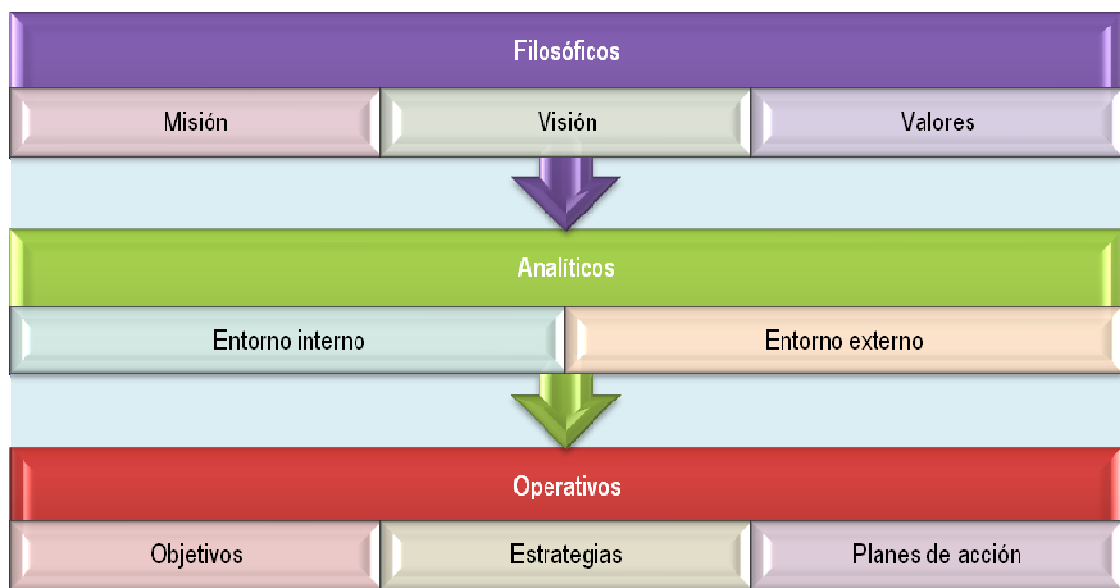 Filosóficos
Misión
Visión
Valores
Analíticos
Entorno interno
Entorno externo
Operativos
Objetivos
Estrategias
Planes de acción